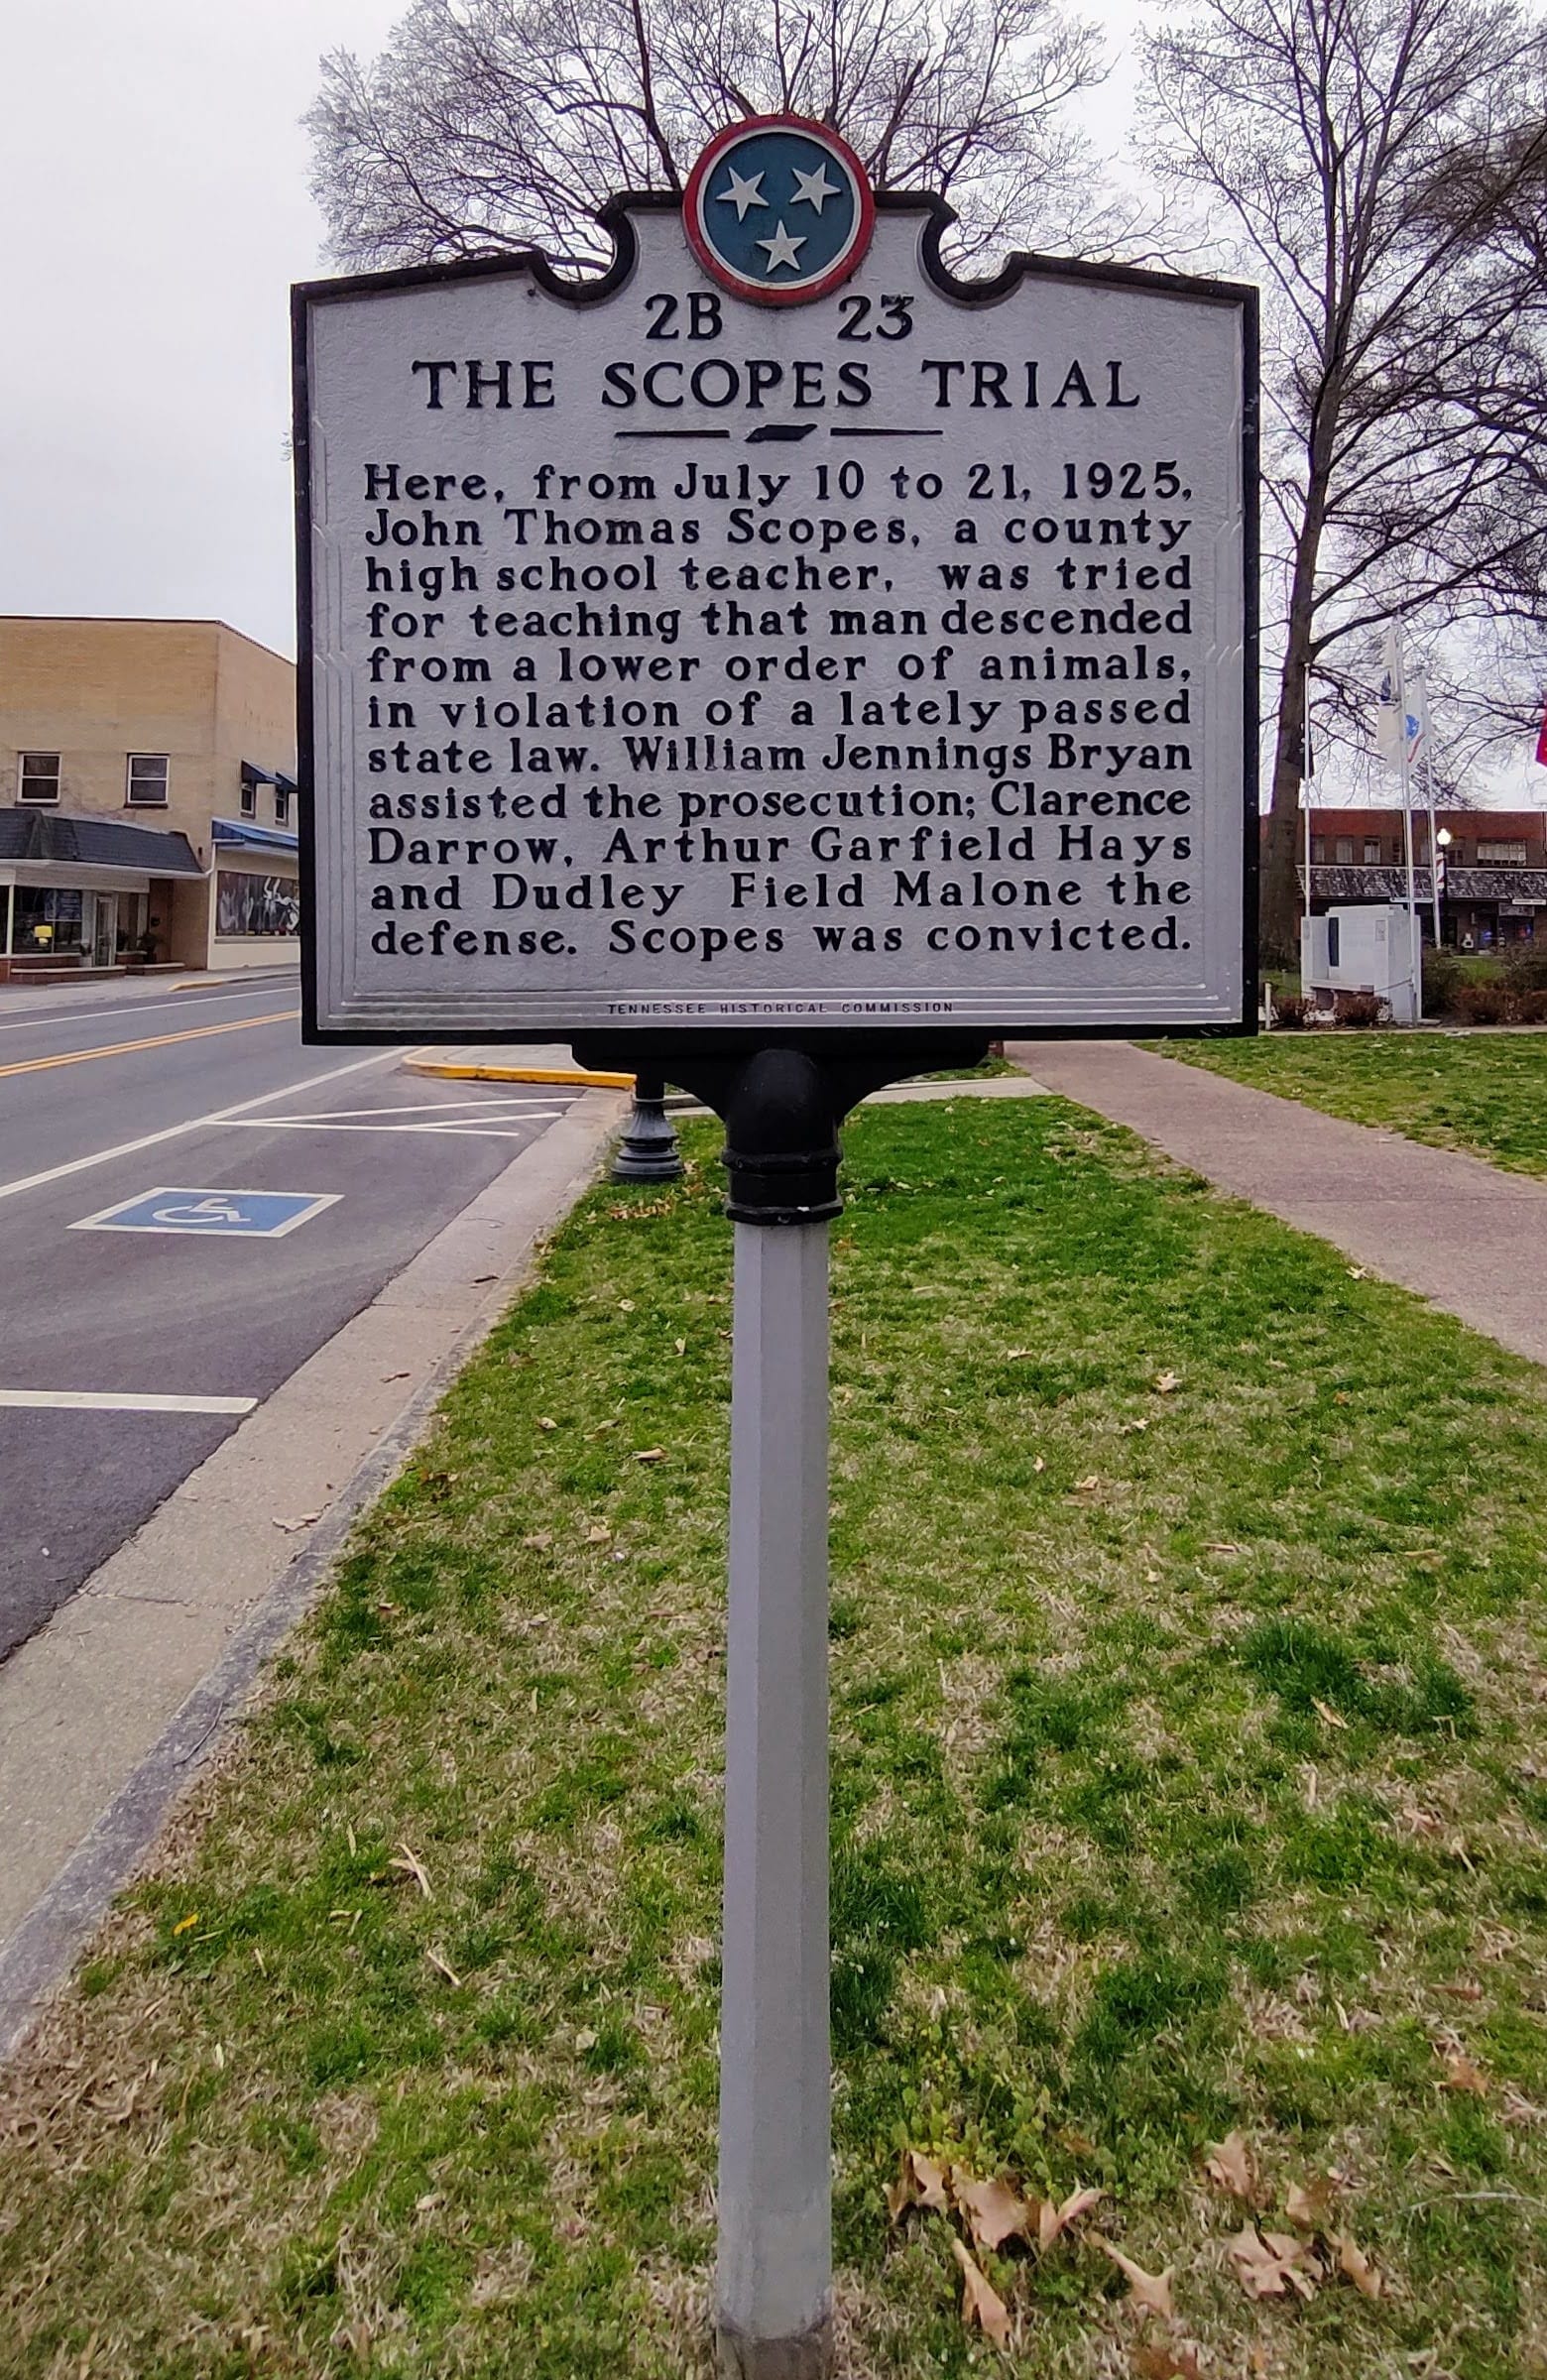 2B 23
THE SCOPES TRIAL
Here, from July 10 to 21, 1925,
John Thomas Scopes, a county
high school teacher, was tried
for teaching that man descended
from a lower order of animals,
in violation of a lately passed
state law. William Jennings Bryan
assisted the prosecution; Clarence
Darrow, Arthur Garfield Hays
and Dudley Field Malone the
defense. Scopes was convicted.
TENNESSEE HISTORICAL COMMISSION